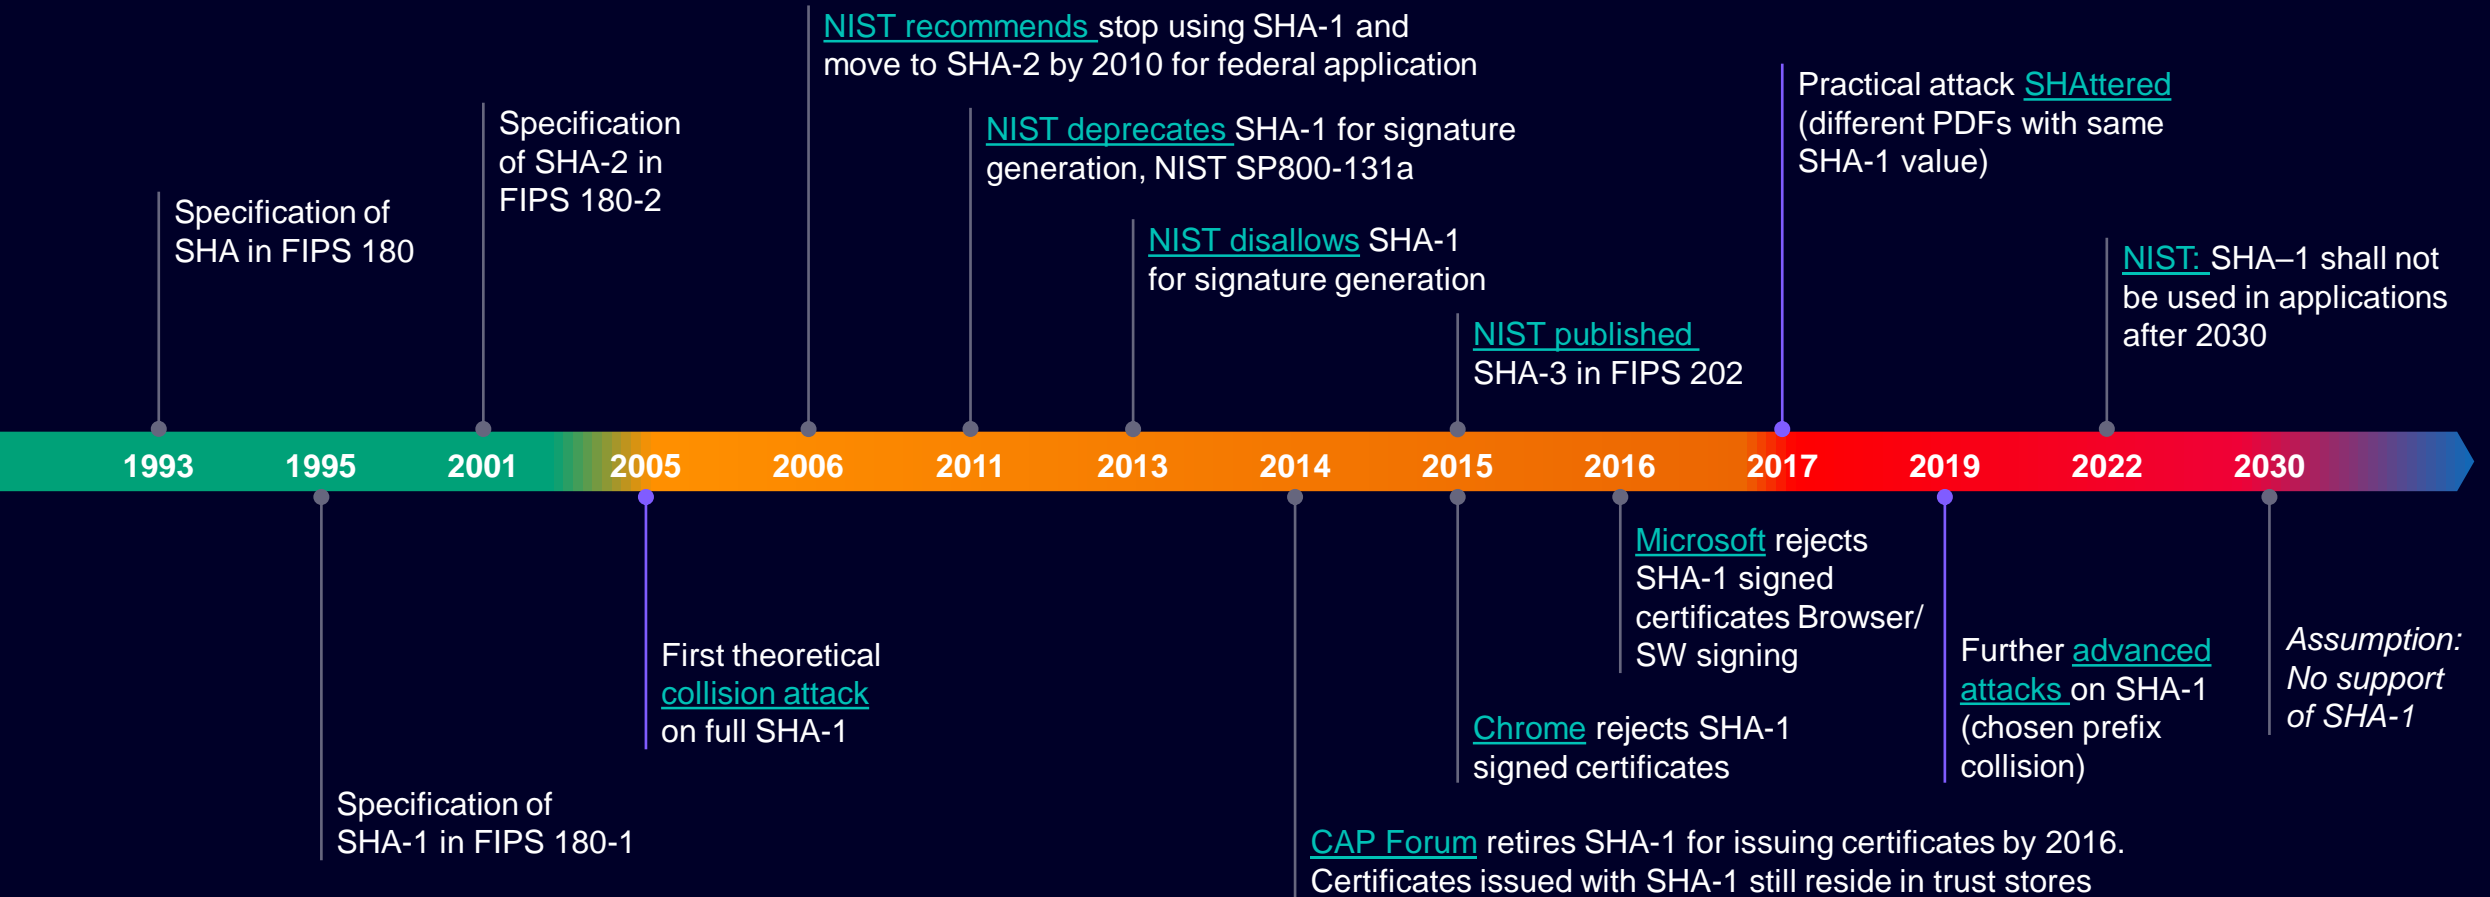 NIST recommends stop using SHA-1 and
move to SHA-2 by 2010 for federal application
Practical attack SHAttered
(different PDFs with same
SHA-1 value)
Specification
of SHA-2 in
FIPS 180-2
NIST deprecates SHA-1 for signature
generation, NIST SP800-131a
Specification of
SHA in FIPS 180
NIST disallows SHA-1
for signature generation
NIST: SHA–1 shall not
be used in applications
after 2030
NIST published
SHA-3 in FIPS 202
1993 1995 2001 2005 2006 2011 2013 2014 2015 2016 2017 2019 2022 2030
Microsoft rejects
SHA-1 signed
certificates Browser/
SW signing
First theoretical
collision attack
on full SHA-1
Further advanced
attacks on SHA-1
(chosen prefix
collision)
Assumption:
No support
of SHA-1
Chrome rejects SHA-1
signed certificates
Specification of
SHA-1 in FIPS 180-1
CAP Forum retires SHA-1 for issuing certificates by 2016.
Certificates issued with SHA-1 still reside in trust stores